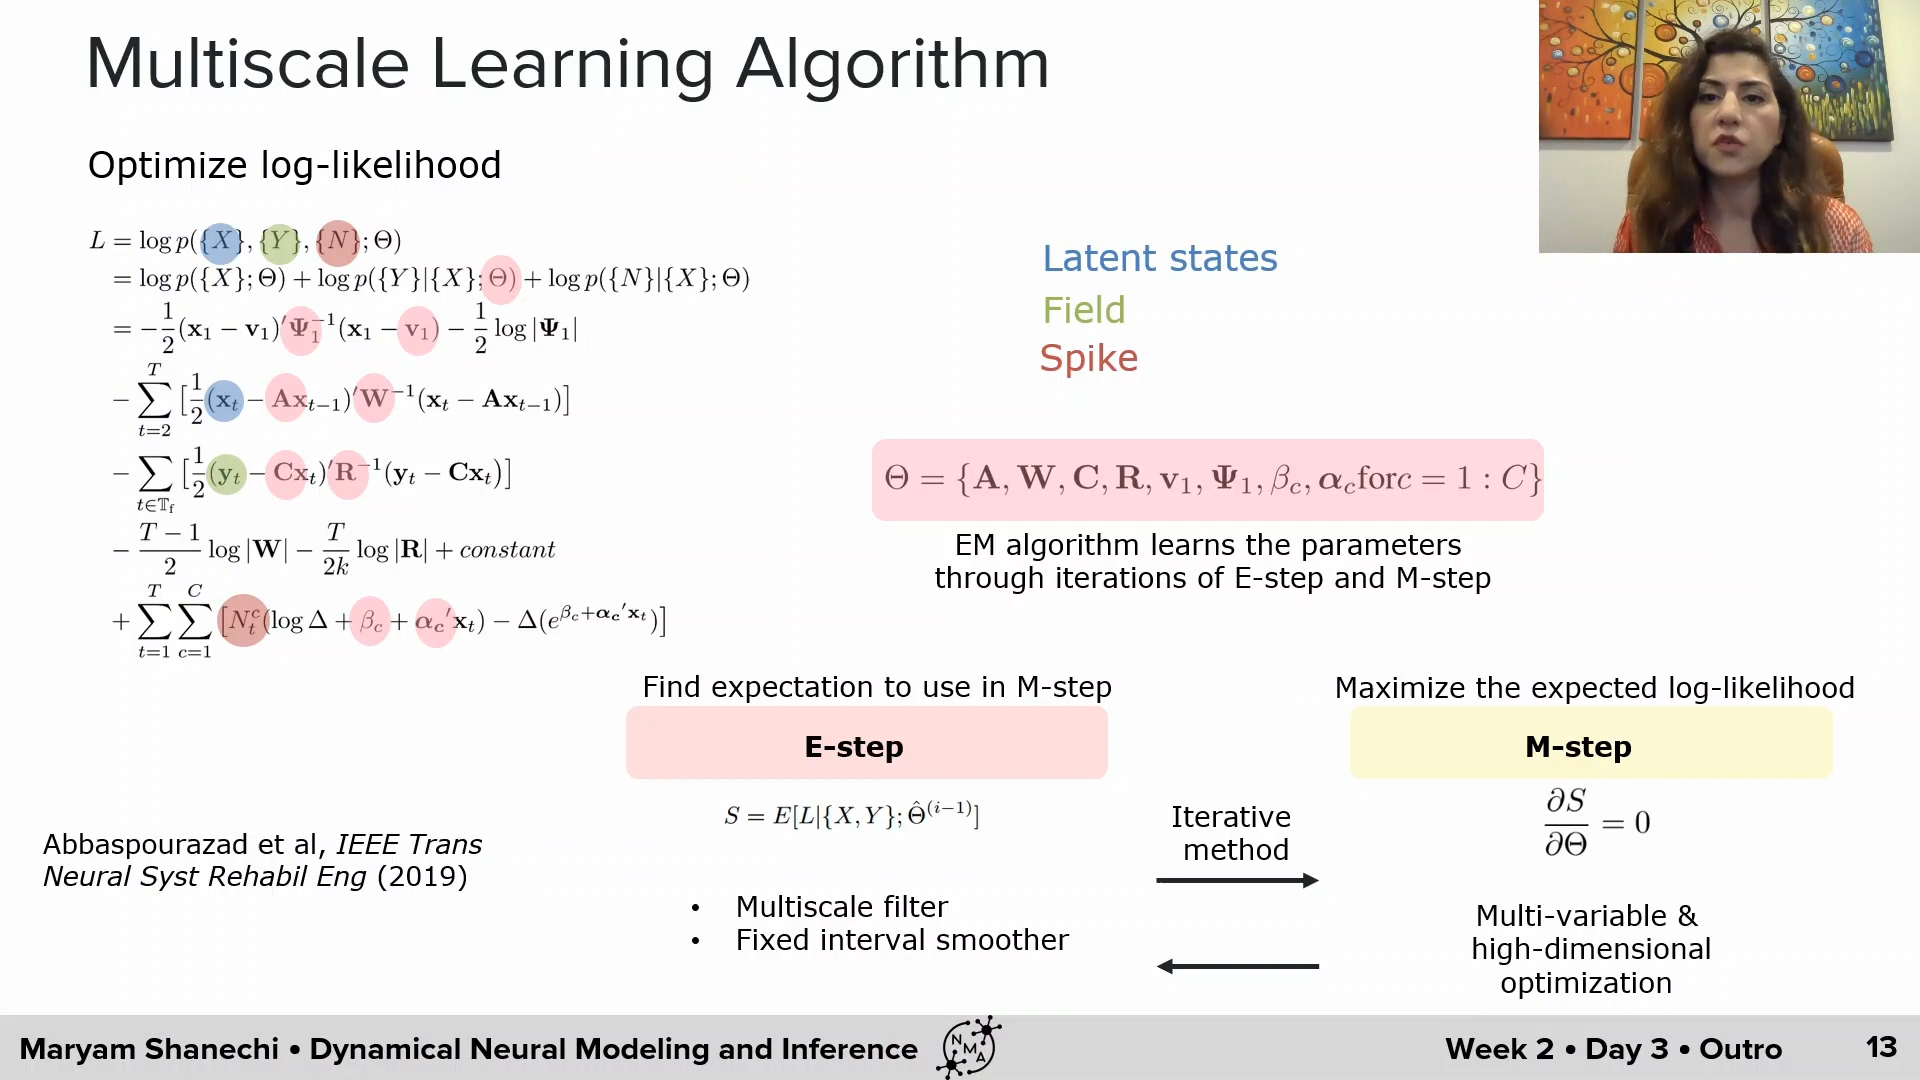 Multiscale Learning Algorithm
Optimize log-likelihood
L = log p({X}, {Y}, {N}; Θ)
= log p({X}; Θ) + log p({Y}|{X}; Θ) + log p({N}|{X}; Θ)
= −1/2(x₁ − v₁)′Ψ₁⁻¹(x₁ − v₁) − 1/2 log |Ψ₁|
− ∑_{t=2}^{T} [1/2(x_t − Ax_{t−1})′W⁻¹(x_t − Ax_{t−1})]
− ∑_{t∈𝕋_f} [1/2(y_t − Cx_t)′R⁻¹(y_t − Cx_t)]
− (T − 1)/2 log |W| − T/2k log |R| + constant
+ ∑_{t=1}^{T} ∑_{c=1}^{C} [N_t^c(log Δ + β_c + α_c′x_t) − Δ(e^{β_c+α_c′x_t})]
Latent states
Field
Spike
Θ = {A, W, C, R, v₁, Ψ₁, β_c, α_c for c = 1 : C}
EM algorithm learns the parameters
through iterations of E-step and M-step
Find expectation to use in M-step
E-step
S = E[L|{X, Y}; Θ̂^{(i−1)}]
• Multiscale filter
• Fixed interval smoother
Iterative
method
Maximize the expected log-likelihood
M-step
∂S/∂Θ = 0
Multi-variable &
high-dimensional
optimization
Abbaspourazad et al, IEEE Trans
Neural Syst Rehabil Eng (2019)
Maryam Shanechi • Dynamical Neural Modeling and Inference
NMA
Week 2 • Day 3 • Outro
13